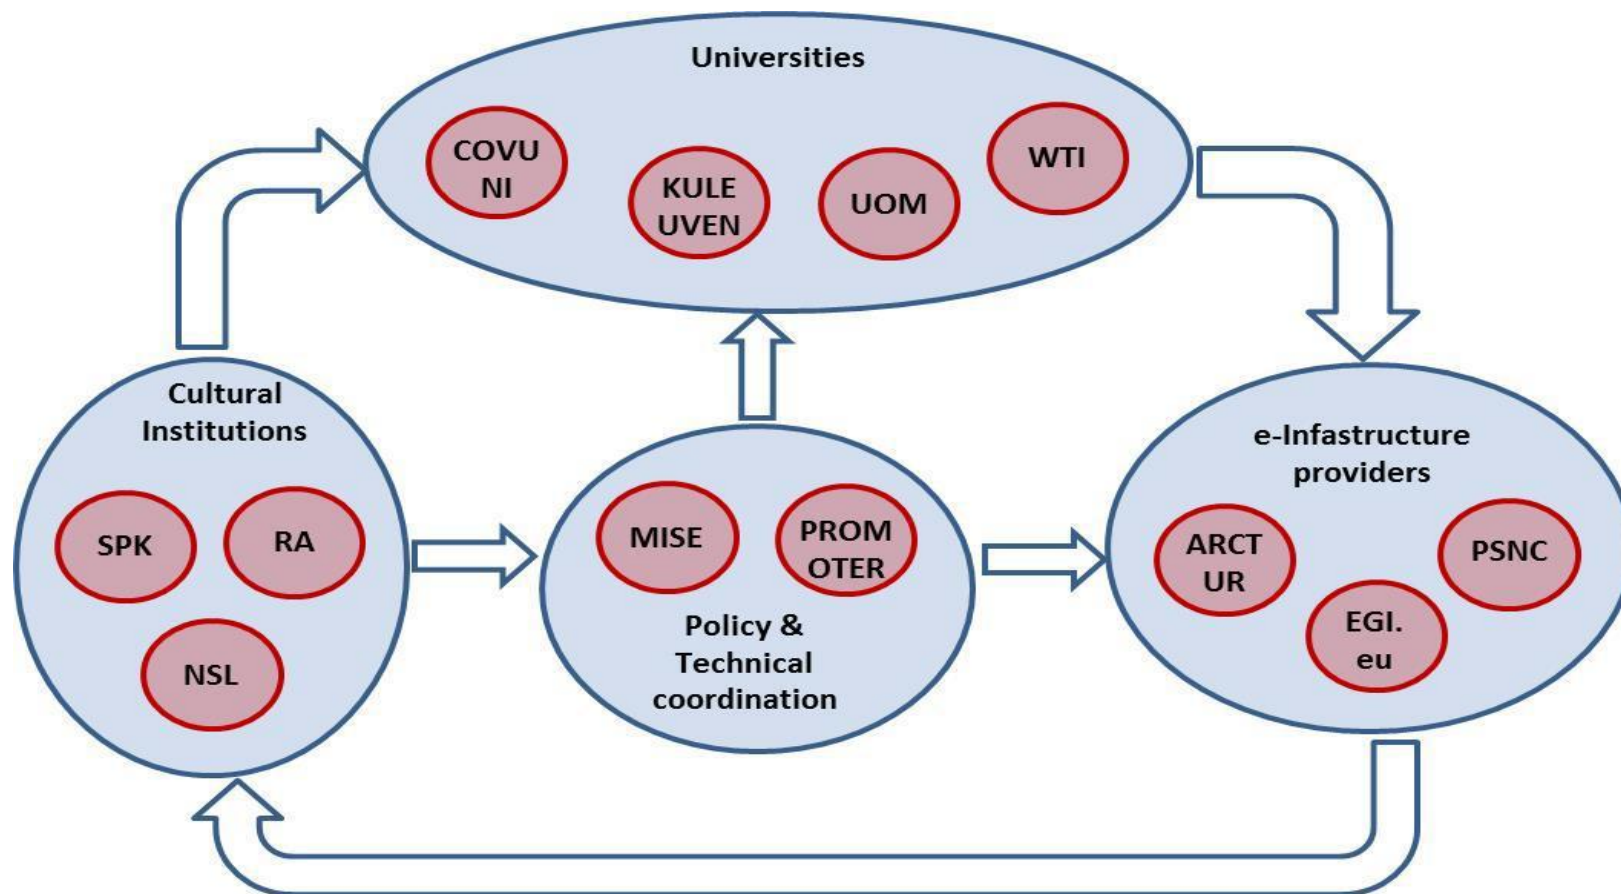 Universities
COVU
NI
KULE
UVEN
UOM
WTI
Cultural
Institutions
SPK
RA
NSL
MISE
PROM
OTER
Policy &
Technical
coordination
e-Infastructure
providers
ARCT
UR
PSNC
EGI.
eu